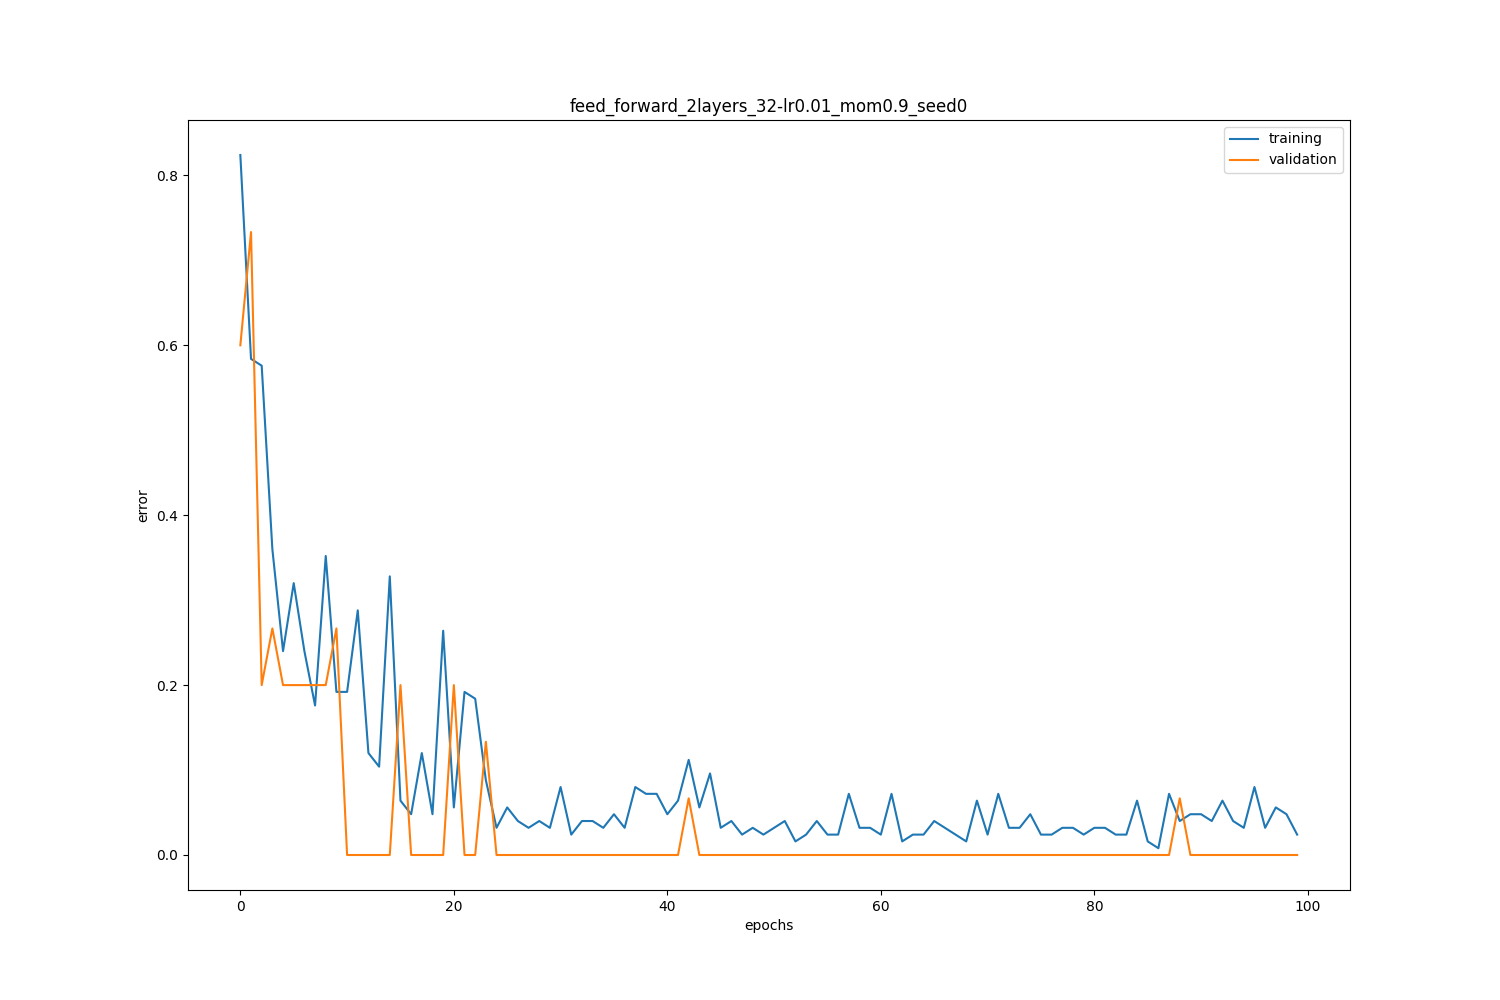 feed_forward_2layers_32-lr0.01_mom0.9_seed0
training
validation
0.8
0.6
0.4
0.2
0.0
error
0 20 40 60 80 100
epochs